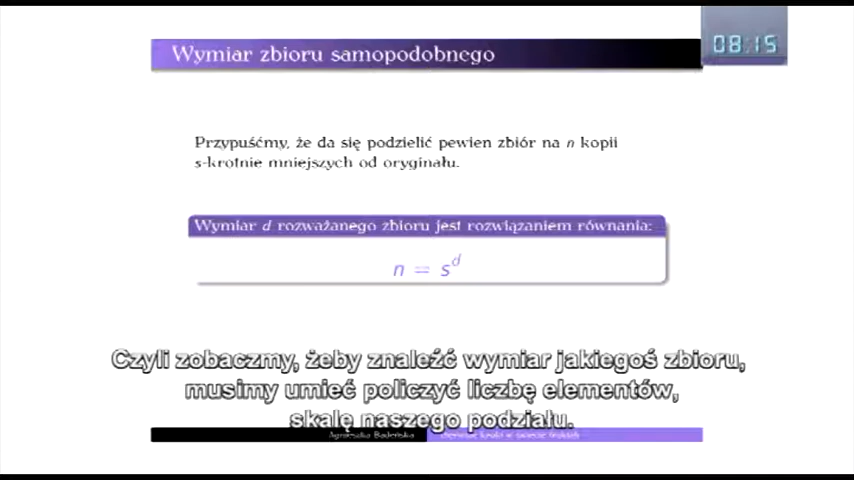 08:15
Wymiar zbioru samopodobnego
Przypuśćmy, że da się podzielić pewien zbiór na n kopii
s-krotnie mniejszych od oryginału.
Wymiar d rozważanego zbioru jest rozwiązaniem równania:
n = s^d
Czyli zobaczmy, żeby znaleźć wymiar jakiegoś zbioru,
musimy umieć policzyć liczbę elementów,
skalę naszego podziału.
Agnieszka Badeńska